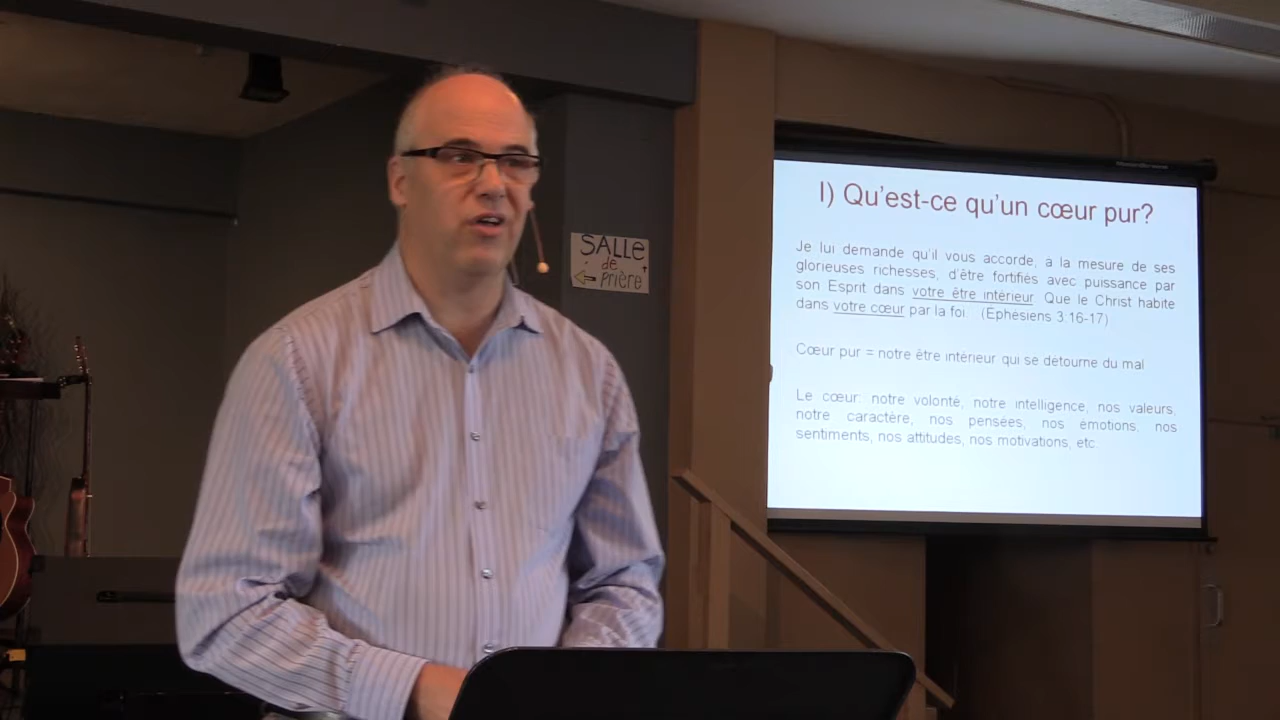 SALLE
de
← Prière
I) Qu'est-ce qu'un cœur pur?
Je lui demande qu'il vous accorde, à la mesure de ses
glorieuses richesses, d'être fortifiés avec puissance par
son Esprit dans votre être intérieur. Que le Christ habite
dans votre cœur par la foi. (Ephésiens 3:16-17)
Cœur pur = notre être intérieur qui se détourne du mal
Le cœur: notre volonté, notre intelligence, nos valeurs,
notre caractère, nos pensées, nos émotions, nos
sentiments, nos attitudes, nos motivations, etc.